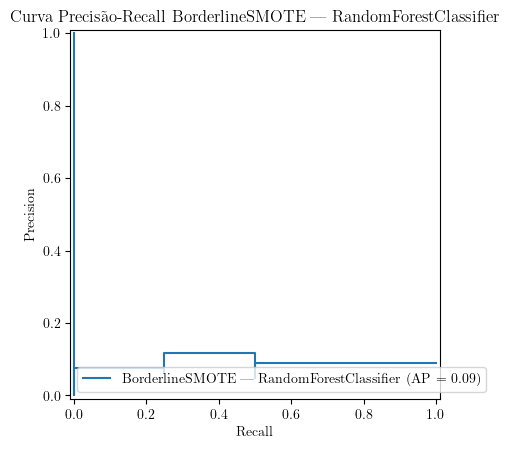 Curva Precisão-Recall BorderlineSMOTE — RandomForestClassifier
1.0
0.8
0.6
0.4
0.2
0.0
Precision
BorderlineSMOTE — RandomForestClassifier (AP = 0.09)
0.0 0.2 0.4 0.6 0.8 1.0
Recall